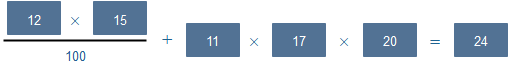 12 × 15 + 11 × 17 × 20 = 24
100